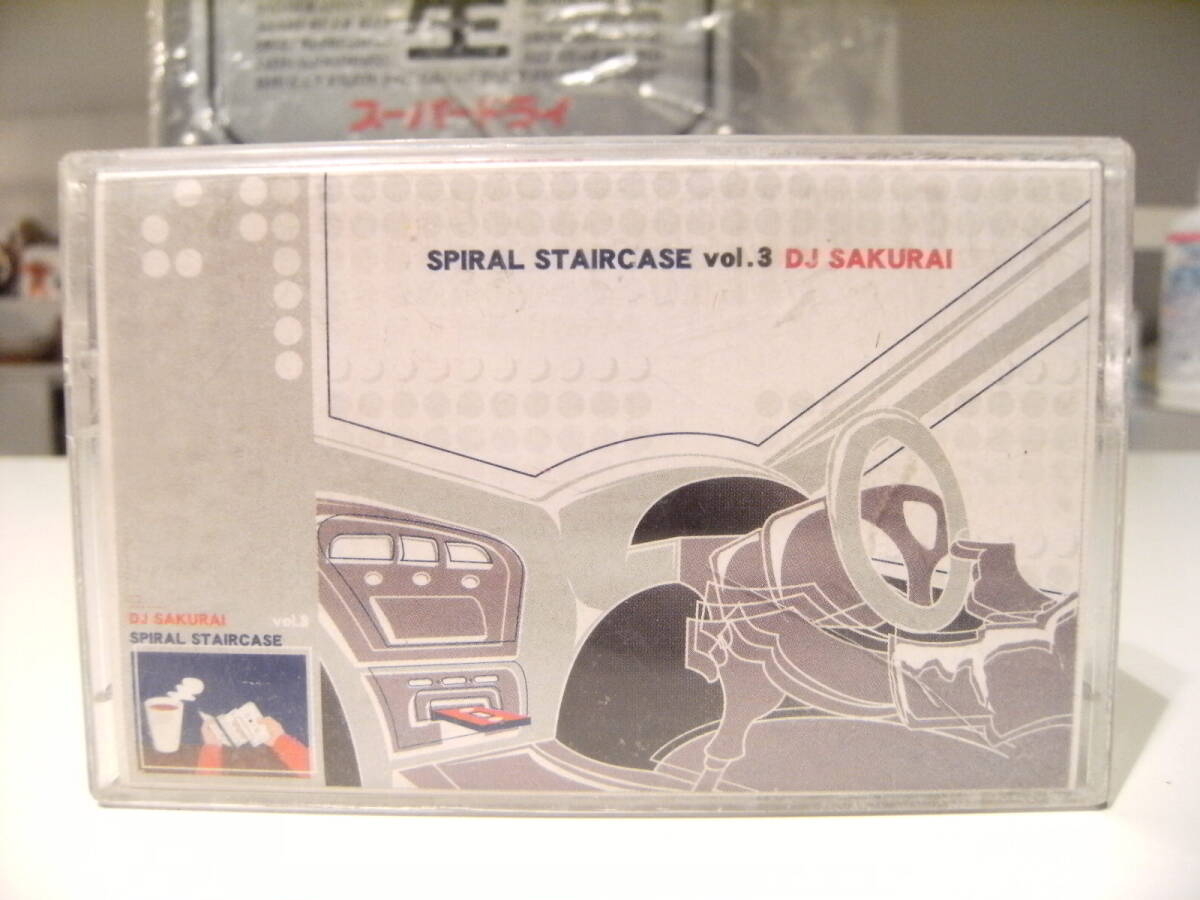 スーパードライ
SPIRAL STAIRCASE vol.3 DJ SAKURAI
DJ SAKURAI vol.3
SPIRAL STAIRCASE